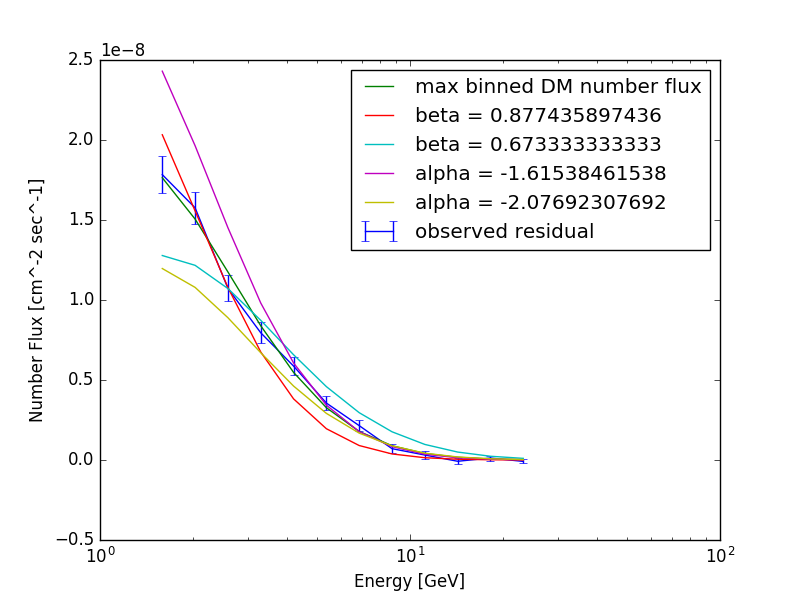 1e−8
2.5
2.0
1.5
1.0
0.5
0.0
−0.5
Number Flux [cm^-2 sec^-1]
max binned DM number flux
beta = 0.877435897436
beta = 0.673333333333
alpha = -1.61538461538
alpha = -2.07692307692
observed residual
10^0 10^1 10^2
Energy [GeV]